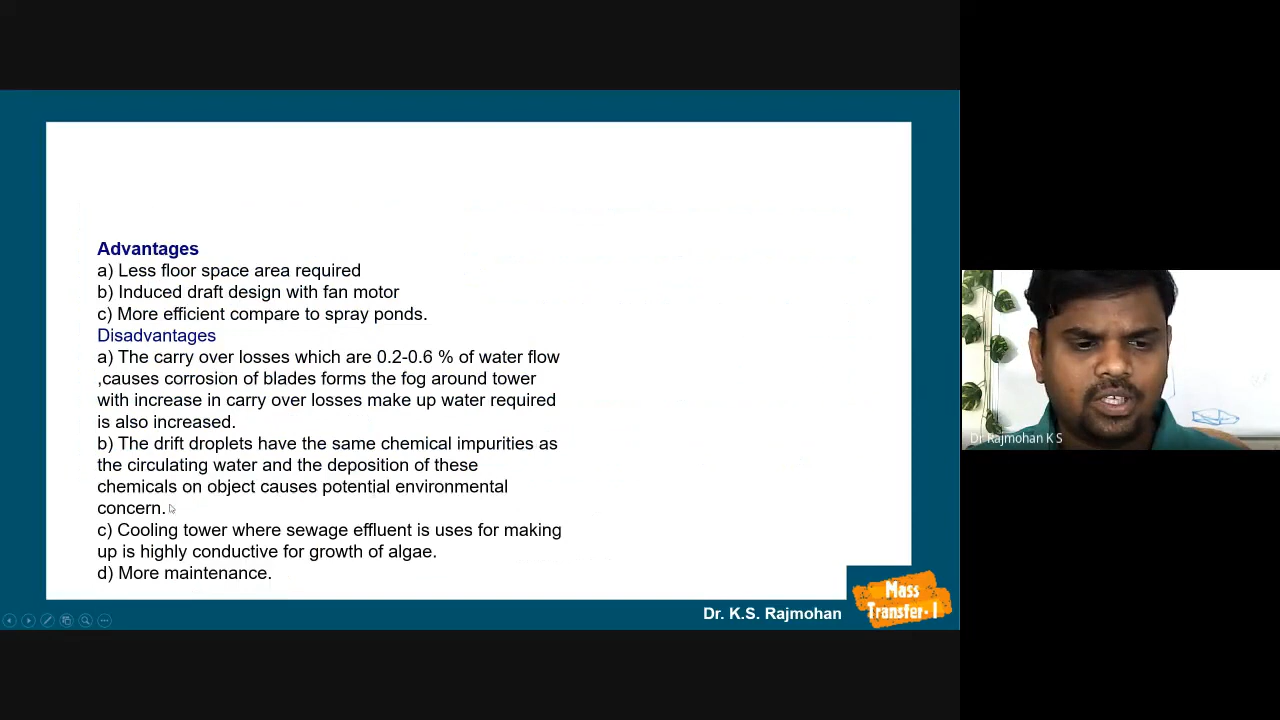 Advantages
a) Less floor space area required
b) Induced draft design with fan motor
c) More efficient compare to spray ponds.
Disadvantages
a) The carry over losses which are 0.2-0.6 % of water flow
,causes corrosion of blades forms the fog around tower
with increase in carry over losses make up water required
is also increased.
b) The drift droplets have the same chemical impurities as
the circulating water and the deposition of these
chemicals on object causes potential environmental
concern.
c) Cooling tower where sewage effluent is uses for making
up is highly conductive for growth of algae.
d) More maintenance.
Dr. K.S. Rajmohan
Mass
Transfer- I
Dr Rajmohan K S